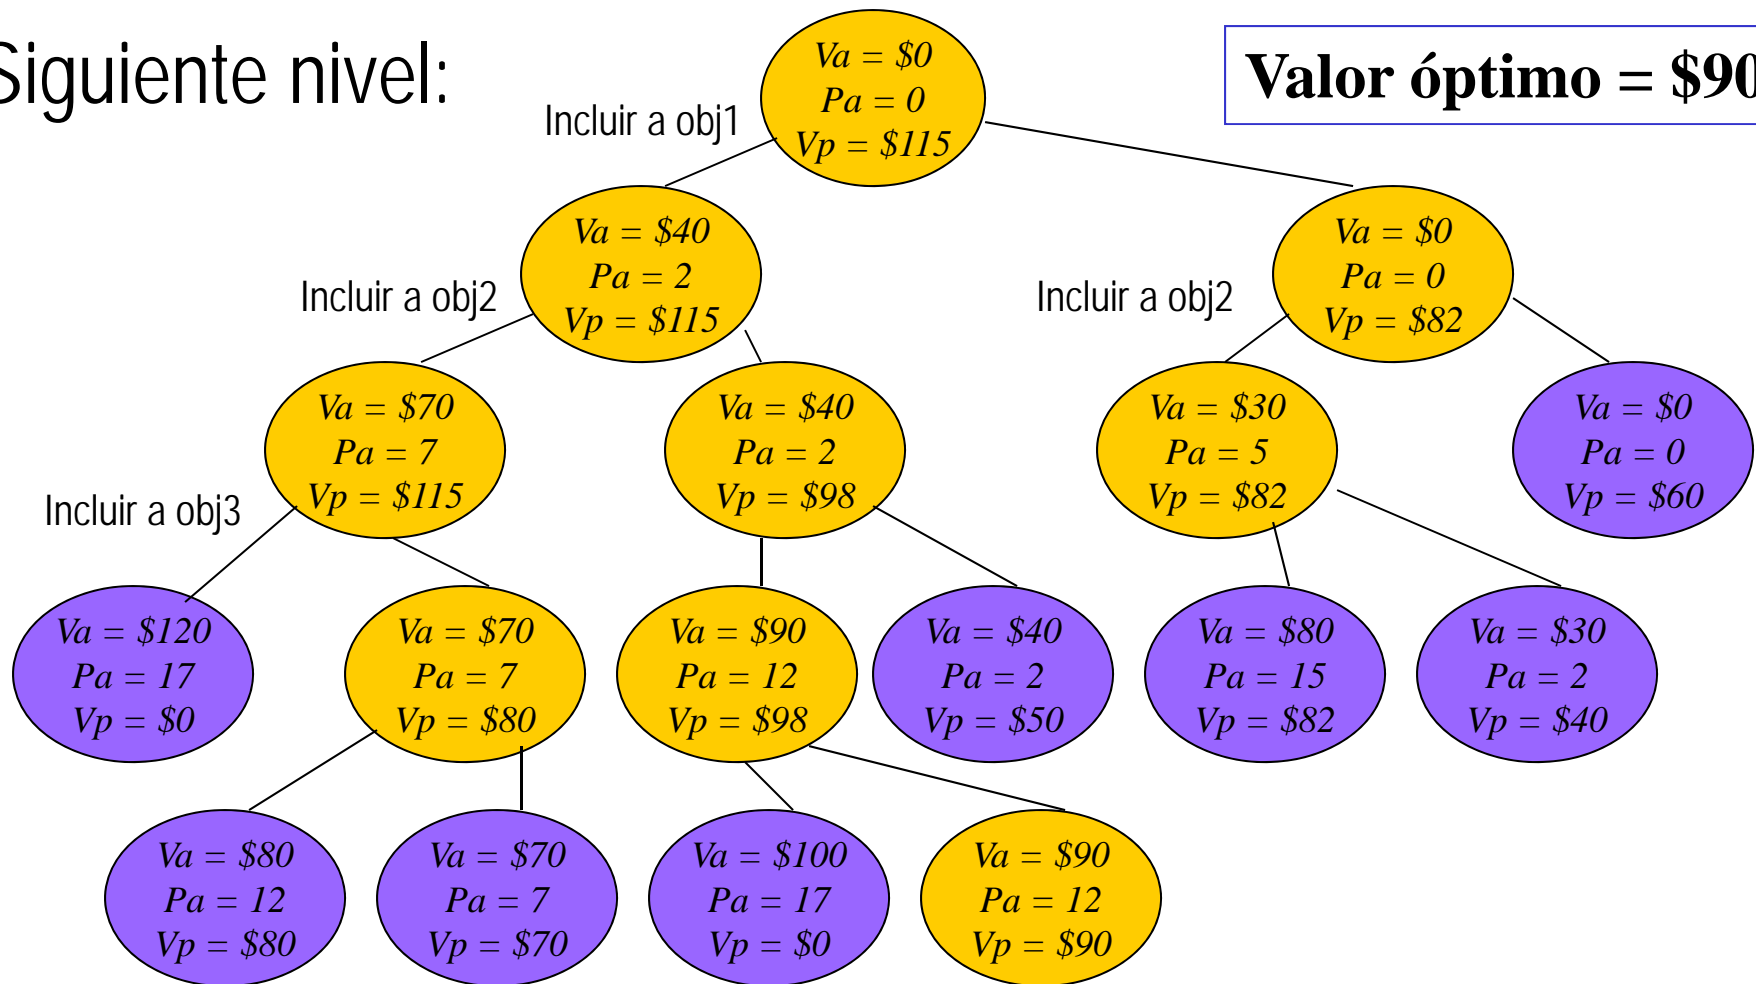 Siguiente nivel:
Valor óptimo = $90
Va = $0
Pa = 0
Vp = $115
Incluir a obj1
Va = $40
Pa = 2
Vp = $115
Va = $0
Pa = 0
Vp = $82
Incluir a obj2
Incluir a obj2
Va = $70
Pa = 7
Vp = $115
Va = $40
Pa = 2
Vp = $98
Va = $30
Pa = 5
Vp = $82
Va = $0
Pa = 0
Vp = $60
Incluir a obj3
Va = $120
Pa = 17
Vp = $0
Va = $70
Pa = 7
Vp = $80
Va = $90
Pa = 12
Vp = $98
Va = $40
Pa = 2
Vp = $50
Va = $80
Pa = 15
Vp = $82
Va = $30
Pa = 2
Vp = $40
Va = $80
Pa = 12
Vp = $80
Va = $70
Pa = 7
Vp = $70
Va = $100
Pa = 17
Vp = $0
Va = $90
Pa = 12
Vp = $90